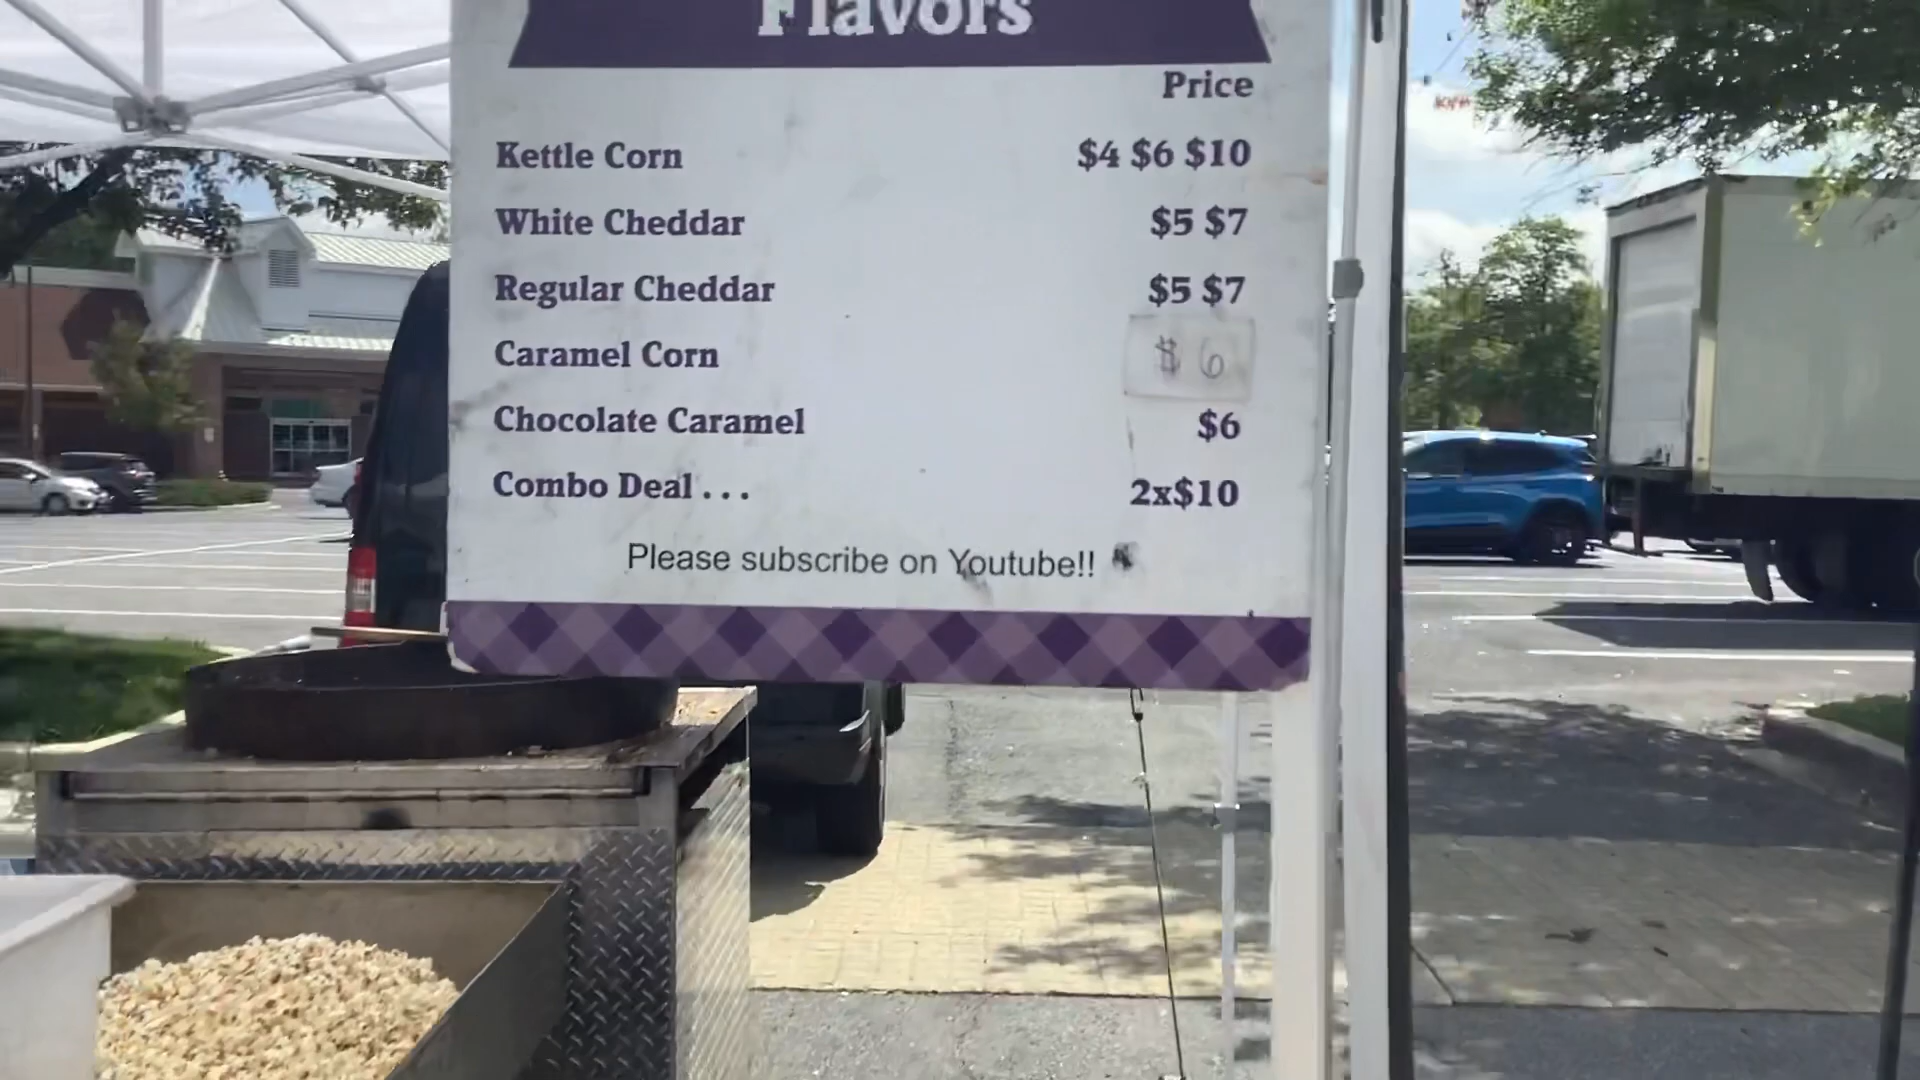 Flavors
Price
Kettle Corn $4 $6 $10
White Cheddar $5 $7
Regular Cheddar $5 $7
Caramel Corn $6
Chocolate Caramel $6
Combo Deal... 2x$10
Please subscribe on Youtube!!